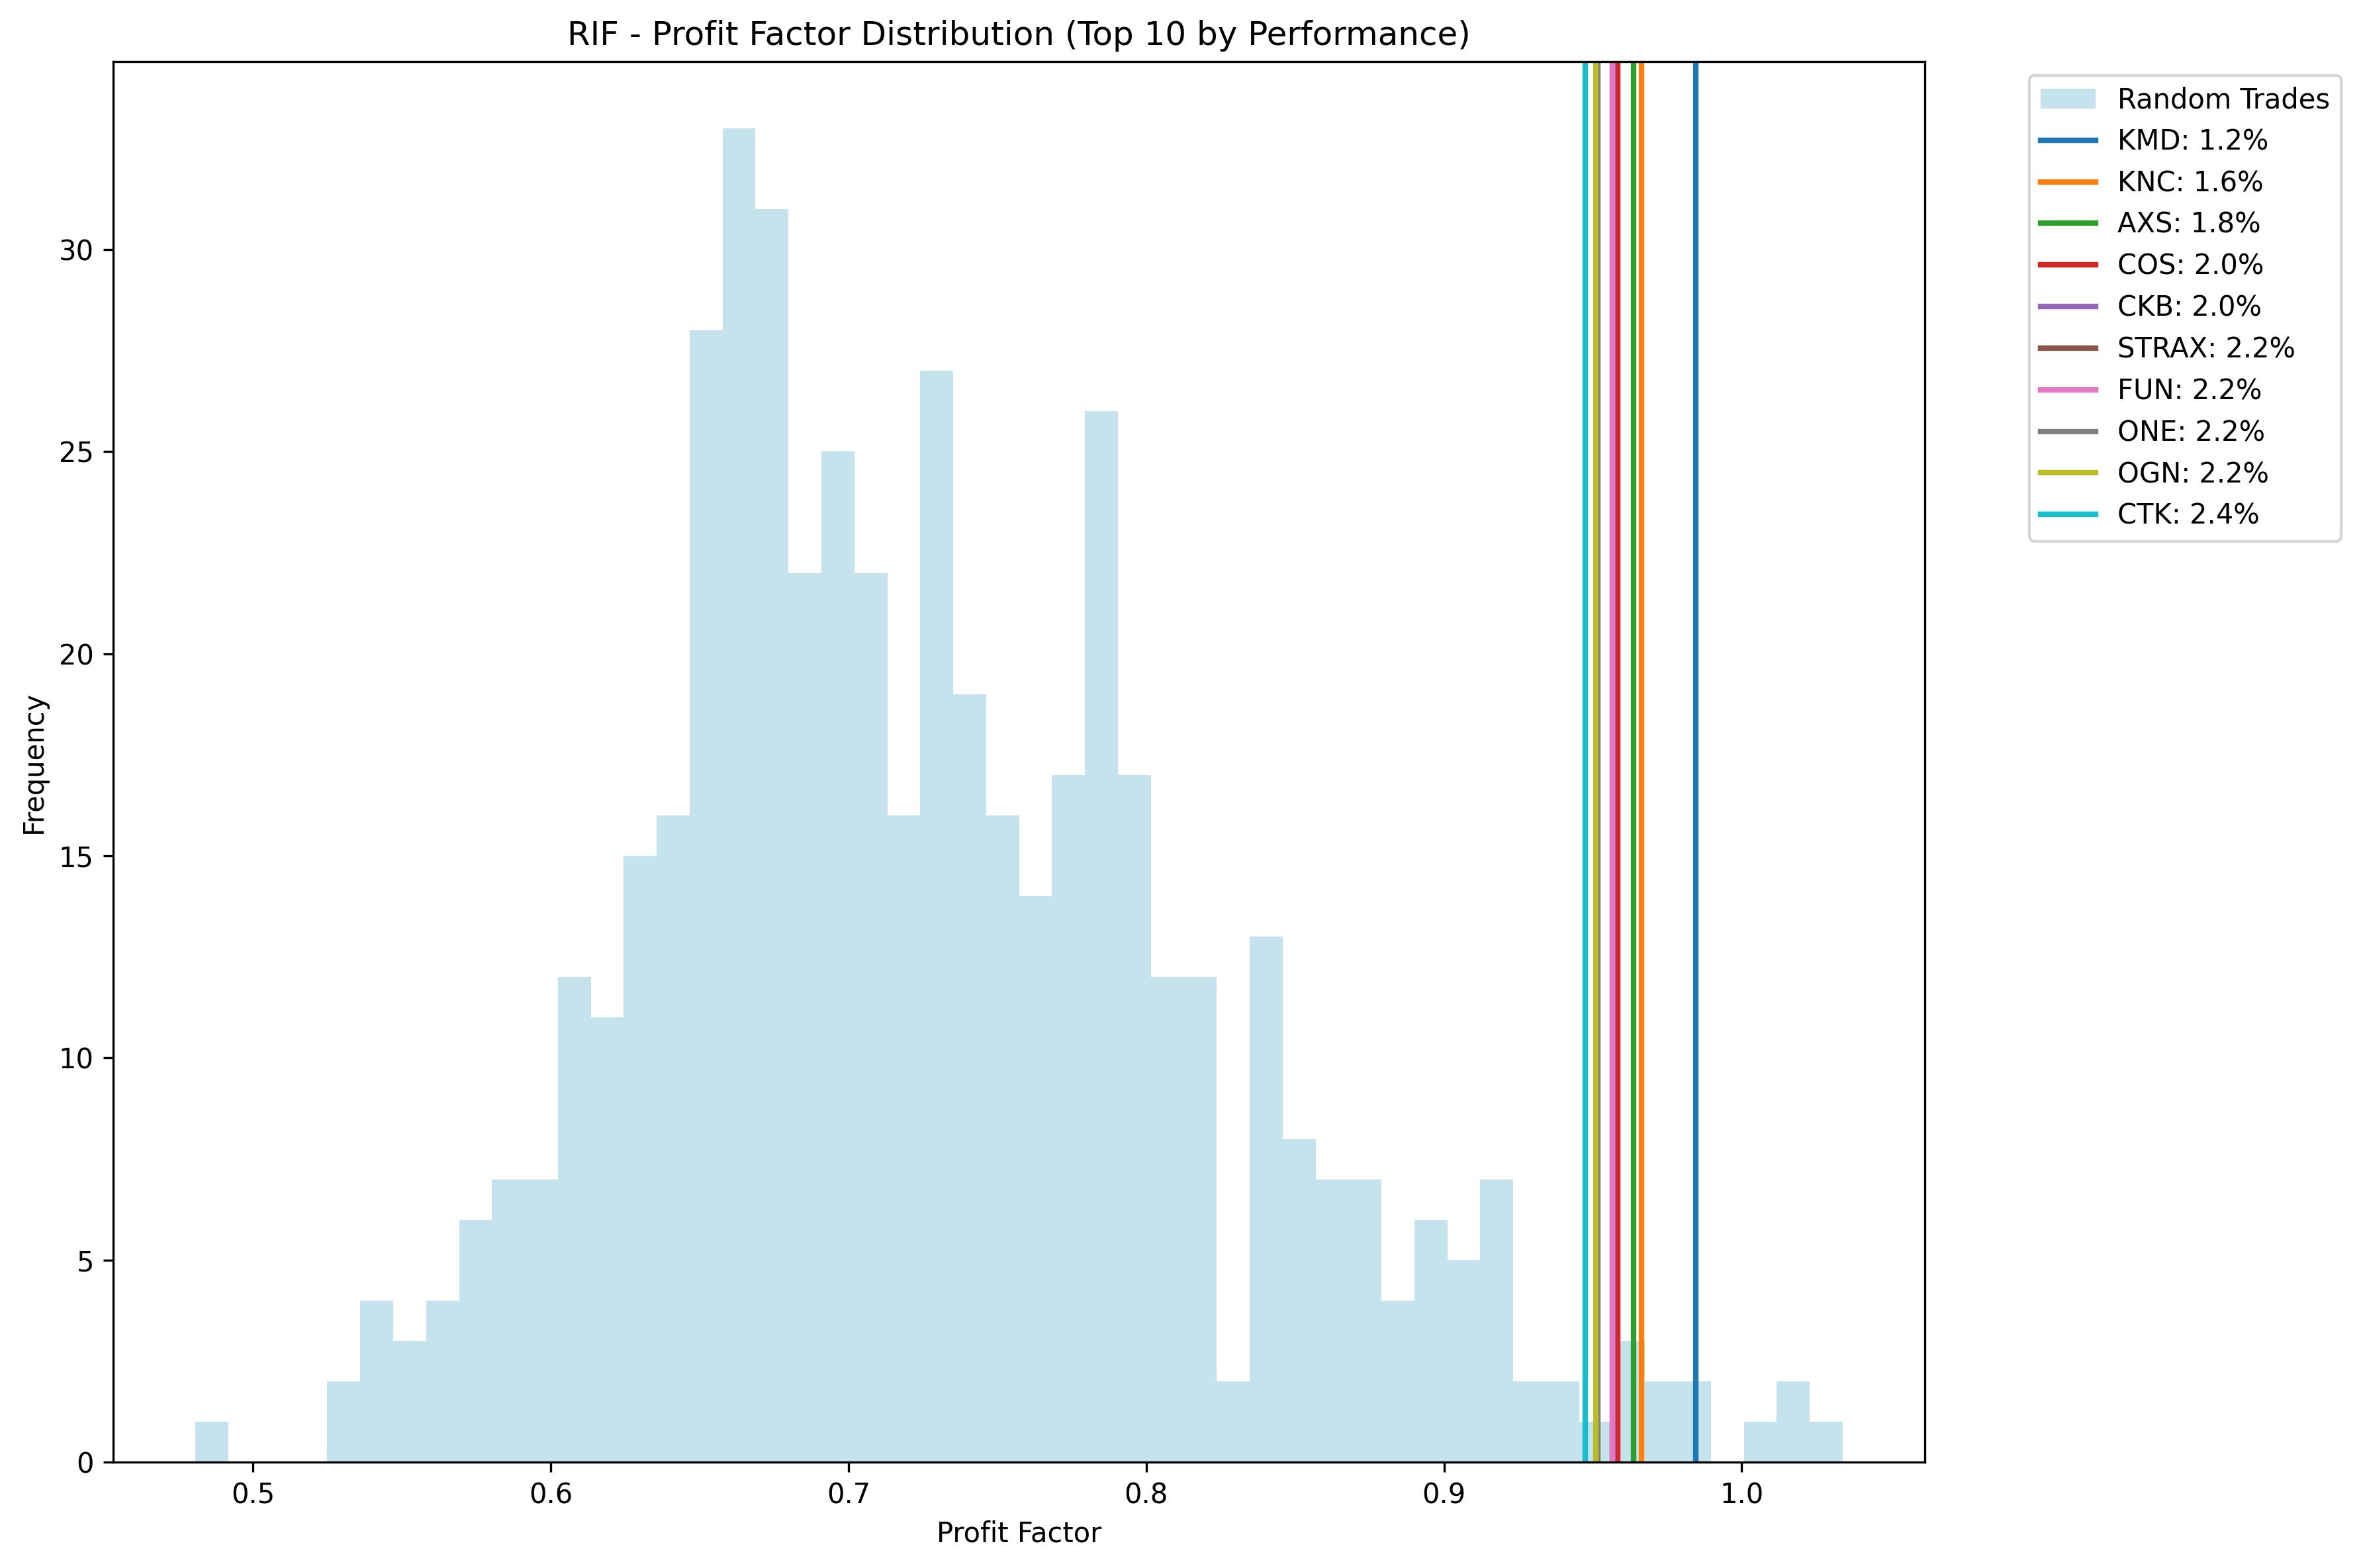 RIF - Profit Factor Distribution (Top 10 by Performance)
Random Trades
KMD: 1.2%
KNC: 1.6%
AXS: 1.8%
COS: 2.0%
CKB: 2.0%
STRAX: 2.2%
FUN: 2.2%
ONE: 2.2%
OGN: 2.2%
CTK: 2.4%
Frequency
30
25
20
15
10
5
0
0.5 0.6 0.7 0.8 0.9 1.0
Profit Factor